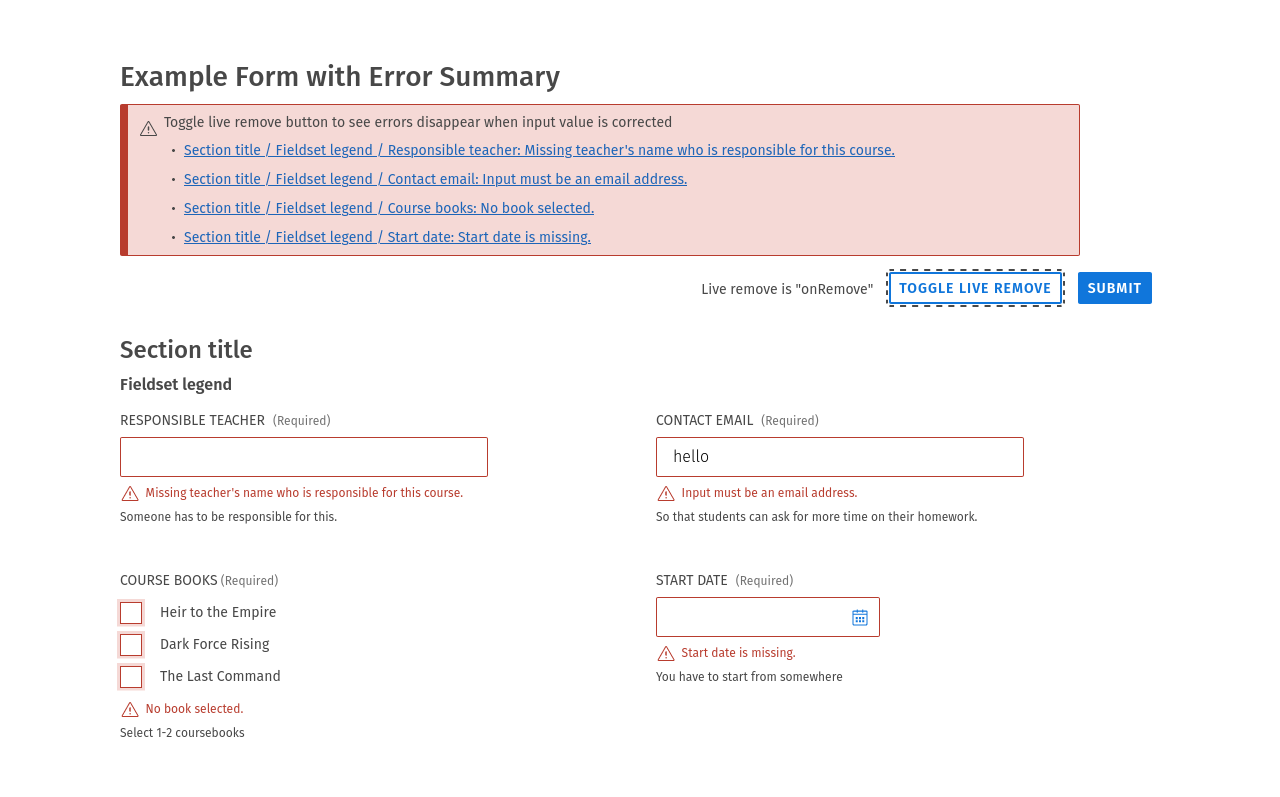 Example Form with Error Summary
Toggle live remove button to see errors disappear when input value is corrected
• Section title / Fieldset legend / Responsible teacher: Missing teacher's name who is responsible for this course.
• Section title / Fieldset legend / Contact email: Input must be an email address.
• Section title / Fieldset legend / Course books: No book selected.
• Section title / Fieldset legend / Start date: Start date is missing.
Live remove is "onRemove" TOGGLE LIVE REMOVE SUBMIT
Section title
Fieldset legend
RESPONSIBLE TEACHER (Required)
Missing teacher's name who is responsible for this course.
Someone has to be responsible for this.
CONTACT EMAIL (Required)
hello
Input must be an email address.
So that students can ask for more time on their homework.
COURSE BOOKS (Required)
Heir to the Empire
Dark Force Rising
The Last Command
No book selected.
Select 1-2 coursebooks
START DATE (Required)
Start date is missing.
You have to start from somewhere